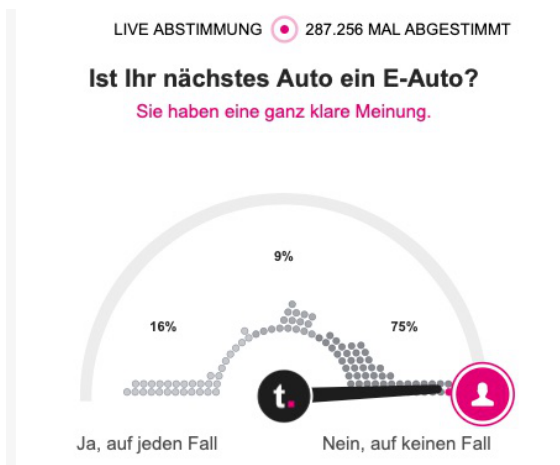 LIVE ABSTIMMUNG 287.256 MAL ABGESTIMMT
Ist Ihr nächstes Auto ein E-Auto?
Sie haben eine ganz klare Meinung.
9%
16% 75%
t.
Ja, auf jeden Fall Nein, auf keinen Fall